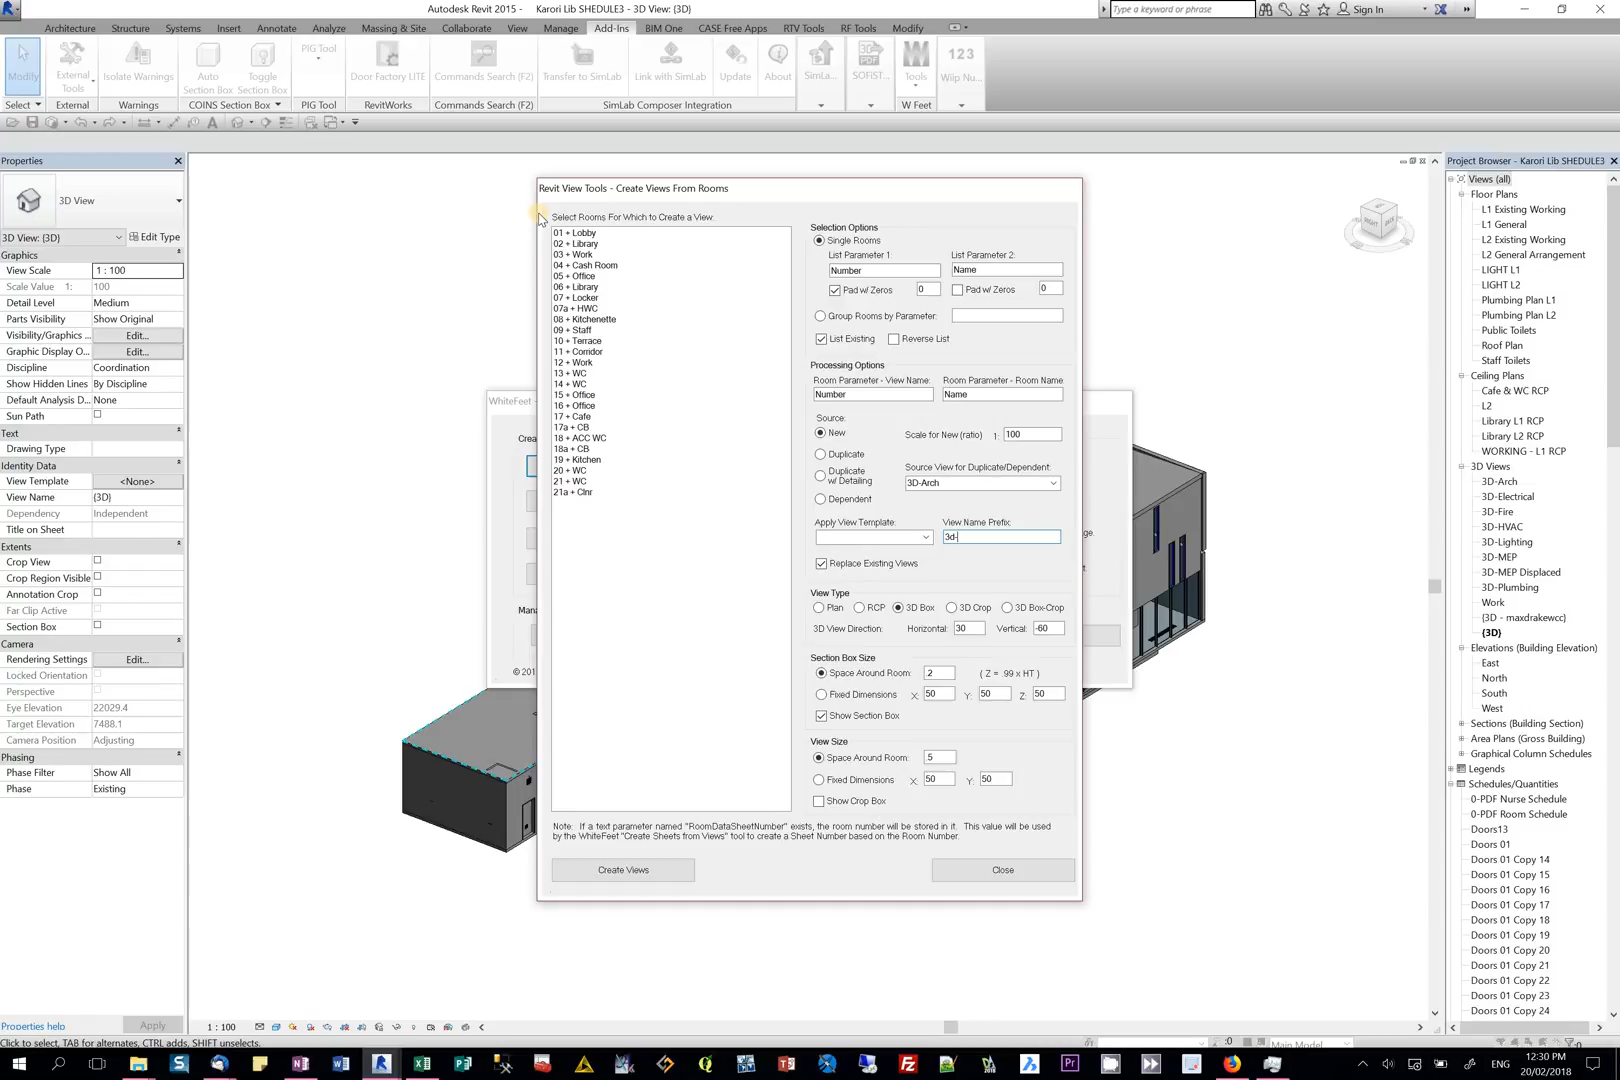 Autodesk Revit 2015 - Karori Lib SHEDULE3 - 3D View: {3D}
Type a keyword or phrase
Sign In
Architecture Structure Systems Insert Annotate Analyze Massing & Site Collaborate View Manage Add-Ins BIM One CASE Free Apps RTV Tools RF Tools Modify
Modify
External Tools
Isolate Warnings
Auto Section Box
Toggle Section Box
PIG Tool
Door Factory LITE
Commands Search (F2)
Transfer to SimLab
Link with SimLab
Update
About
SimLa...
SOFiST...
Tools
123
Wiip Nu...
Select External Warnings COINS Section Box PIG Tool RevitWorks Commands Search (F2) SimLab Composer Integration W Feet
Properties
3D View
3D View: {3D}
Edit Type
Graphics
View Scale 1 : 100
Scale Value 1: 100
Detail Level Medium
Parts Visibility Show Original
Visibility/Graphics ... Edit...
Graphic Display O... Edit...
Discipline Coordination
Show Hidden Lines By Discipline
Default Analysis D... None
Sun Path
Text
Drawing Type
Identity Data
View Template <None>
View Name {3D}
Dependency Independent
Title on Sheet
Extents
Crop View
Crop Region Visible
Annotation Crop
Far Clip Active
Section Box
Camera
Rendering Settings Edit...
Locked Orientation
Perspective
Eye Elevation 22029.4
Target Elevation 7488.1
Camera Position Adjusting
Phasing
Phase Filter Show All
Phase Existing
Properties help
Apply
WhiteFeet -
Crea
Mana
© 201
ge.
t.
Revit View Tools - Create Views From Rooms
Select Rooms For Which to Create a View:
01 + Lobby
02 + Library
03 + Work
04 + Cash Room
05 + Office
06 + Library
07 + Locker
07a + HWC
08 + Kitchenette
09 + Staff
10 + Terrace
11 + Corridor
12 + Work
13 + WC
14 + WC
15 + Office
16 + Office
17 + Cafe
17a + CB
18 + ACC WC
18a + CB
19 + Kitchen
20 + WC
21 + WC
21a + Clnr
Selection Options
Single Rooms
List Parameter 1: List Parameter 2:
Number Name
Pad w/ Zeros 0 Pad w/ Zeros 0
Group Rooms by Parameter:
List Existing Reverse List
Processing Options
Room Parameter - View Name: Room Parameter - Room Name:
Number Name
Source:
New Scale for New (ratio) 1: 100
Duplicate
Duplicate w/ Detailing
Source View for Duplicate/Dependent:
3D-Arch
Dependent
Apply View Template: View Name Prefix:
3d-
Replace Existing Views
View Type
Plan RCP 3D Box 3D Crop 3D Box-Crop
3D View Direction: Horizontal: 30 Vertical: -60
Section Box Size
Space Around Room: 2 ( Z = .99 x HT )
Fixed Dimensions X: 50 Y: 50 Z: 50
Show Section Box
View Size
Space Around Room: .5
Fixed Dimensions X: 50 Y: 50
Show Crop Box
Note: If a text parameter named "RoomDataSheetNumber" exists, the room number will be stored in it. This value will be used
by the WhiteFeet "Create Sheets from Views" tool to create a Sheet Number based on the Room Number.
Create Views Close
Project Browser - Karori Lib SHEDULE3
Views (all)
Floor Plans
L1 Existing Working
L1 General
L2 Existing Working
L2 General Arrangement
LIGHT L1
LIGHT L2
Plumbing Plan L1
Plumbing Plan L2
Public Toilets
Roof Plan
Staff Toilets
Ceiling Plans
Cafe & WC RCP
L2
Library L1 RCP
Library L2 RCP
WORKING - L1 RCP
3D Views
3D-Arch
3D-Electrical
3D-Fire
3D-HVAC
3D-Lighting
3D-MEP
3D-MEP Displaced
3D-Plumbing
Work
{3D - maxdrakewcc}
{3D}
Elevations (Building Elevation)
East
North
South
West
Sections (Building Section)
Area Plans (Gross Building)
Graphical Column Schedules
Legends
Schedules/Quantities
0-PDF Nurse Schedule
0-PDF Room Schedule
Doors13
Doors 01
Doors 01 Copy 14
Doors 01 Copy 15
Doors 01 Copy 16
Doors 01 Copy 17
Doors 01 Copy 18
Doors 01 Copy 19
Doors 01 Copy 20
Doors 01 Copy 21
Doors 01 Copy 22
Doors 01 Copy 23
Doors 01 Copy 24
1 : 100
Click to select, TAB for alternates, CTRL adds, SHIFT unselects.
:0
Main Model
ENG
12:30 PM
20/02/2018